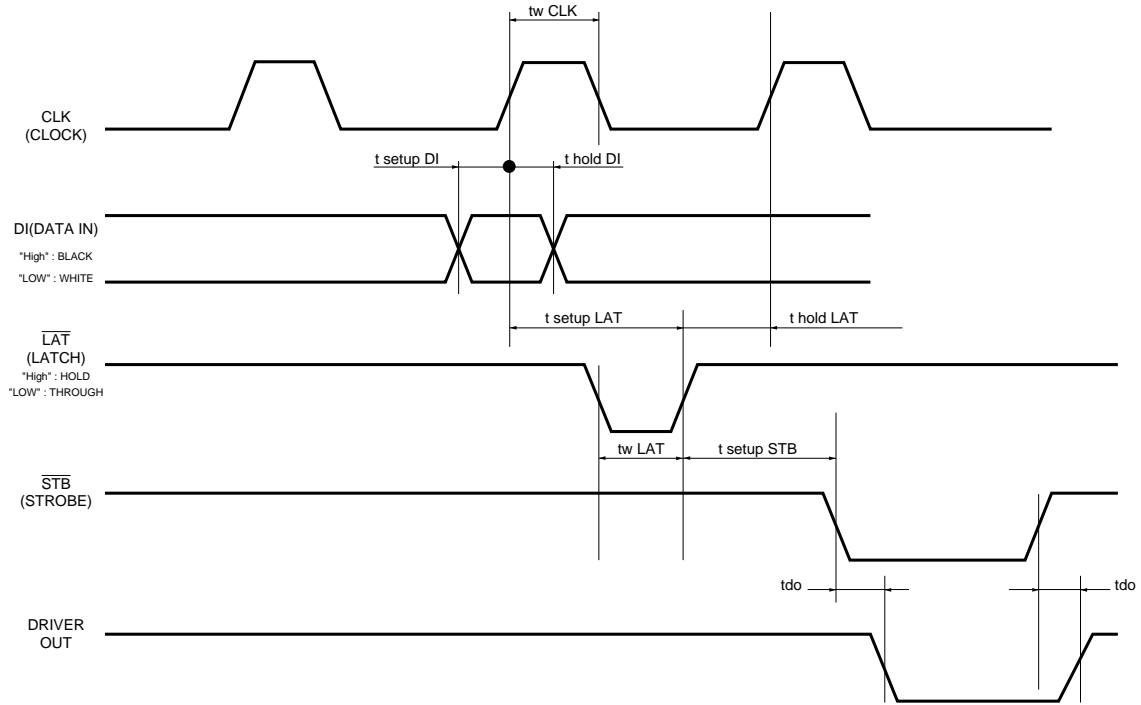 tw CLK
CLK
(CLOCK)
t setup DI
t hold DI
DI(DATA IN)
"High" : BLACK
"LOW" : WHITE
t setup LAT
t hold LAT
LAT
(LATCH)
"High" : HOLD
"LOW" : THROUGH
tw LAT
t setup STB
STB
(STROBE)
tdo
tdo
DRIVER
OUT